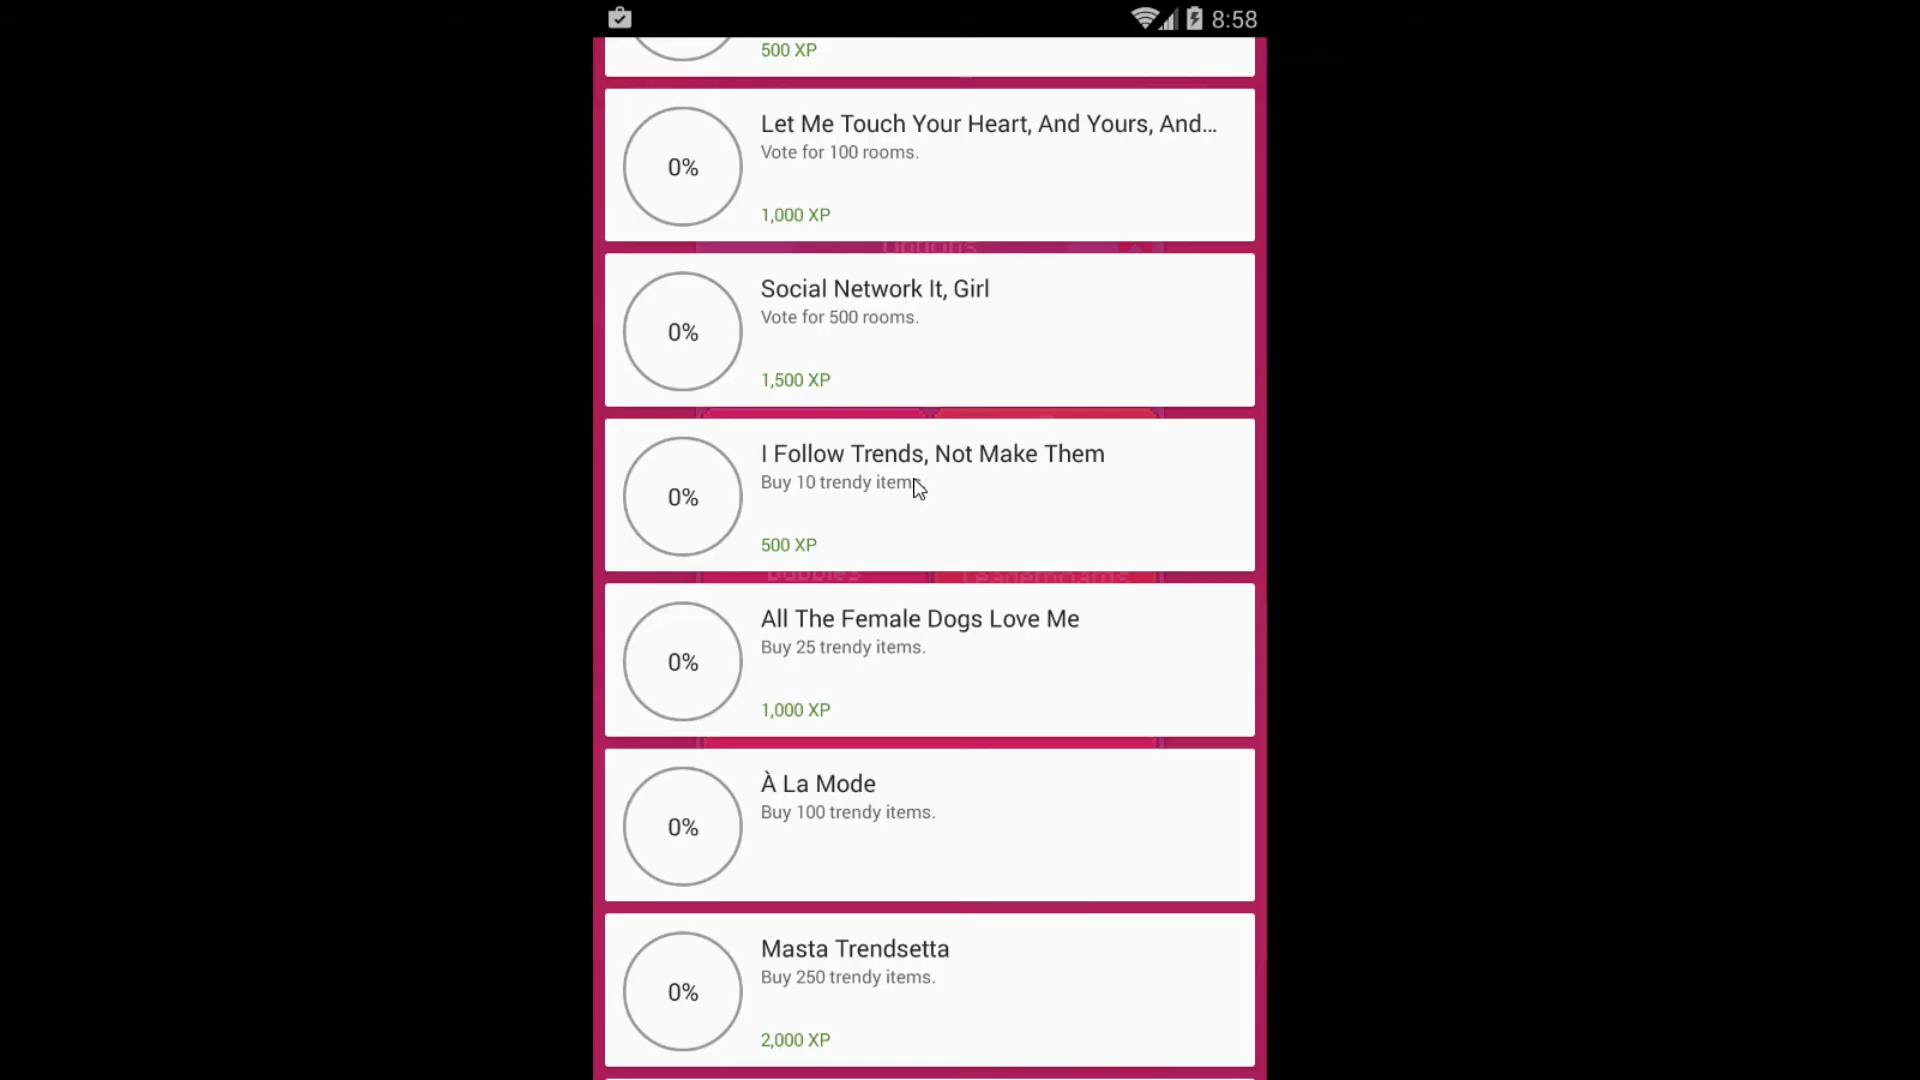 8:58
500 XP
0%
Let Me Touch Your Heart, And Yours, And...
Vote for 100 rooms.
1,000 XP
Options
0%
Social Network It, Girl
Vote for 500 rooms.
1,500 XP
0%
I Follow Trends, Not Make Them
Buy 10 trendy items
500 XP
Bubbles
Leaderboards
0%
All The Female Dogs Love Me
Buy 25 trendy items.
1,000 XP
0%
À La Mode
Buy 100 trendy items.
0%
Masta Trendsetta
Buy 250 trendy items.
2,000 XP